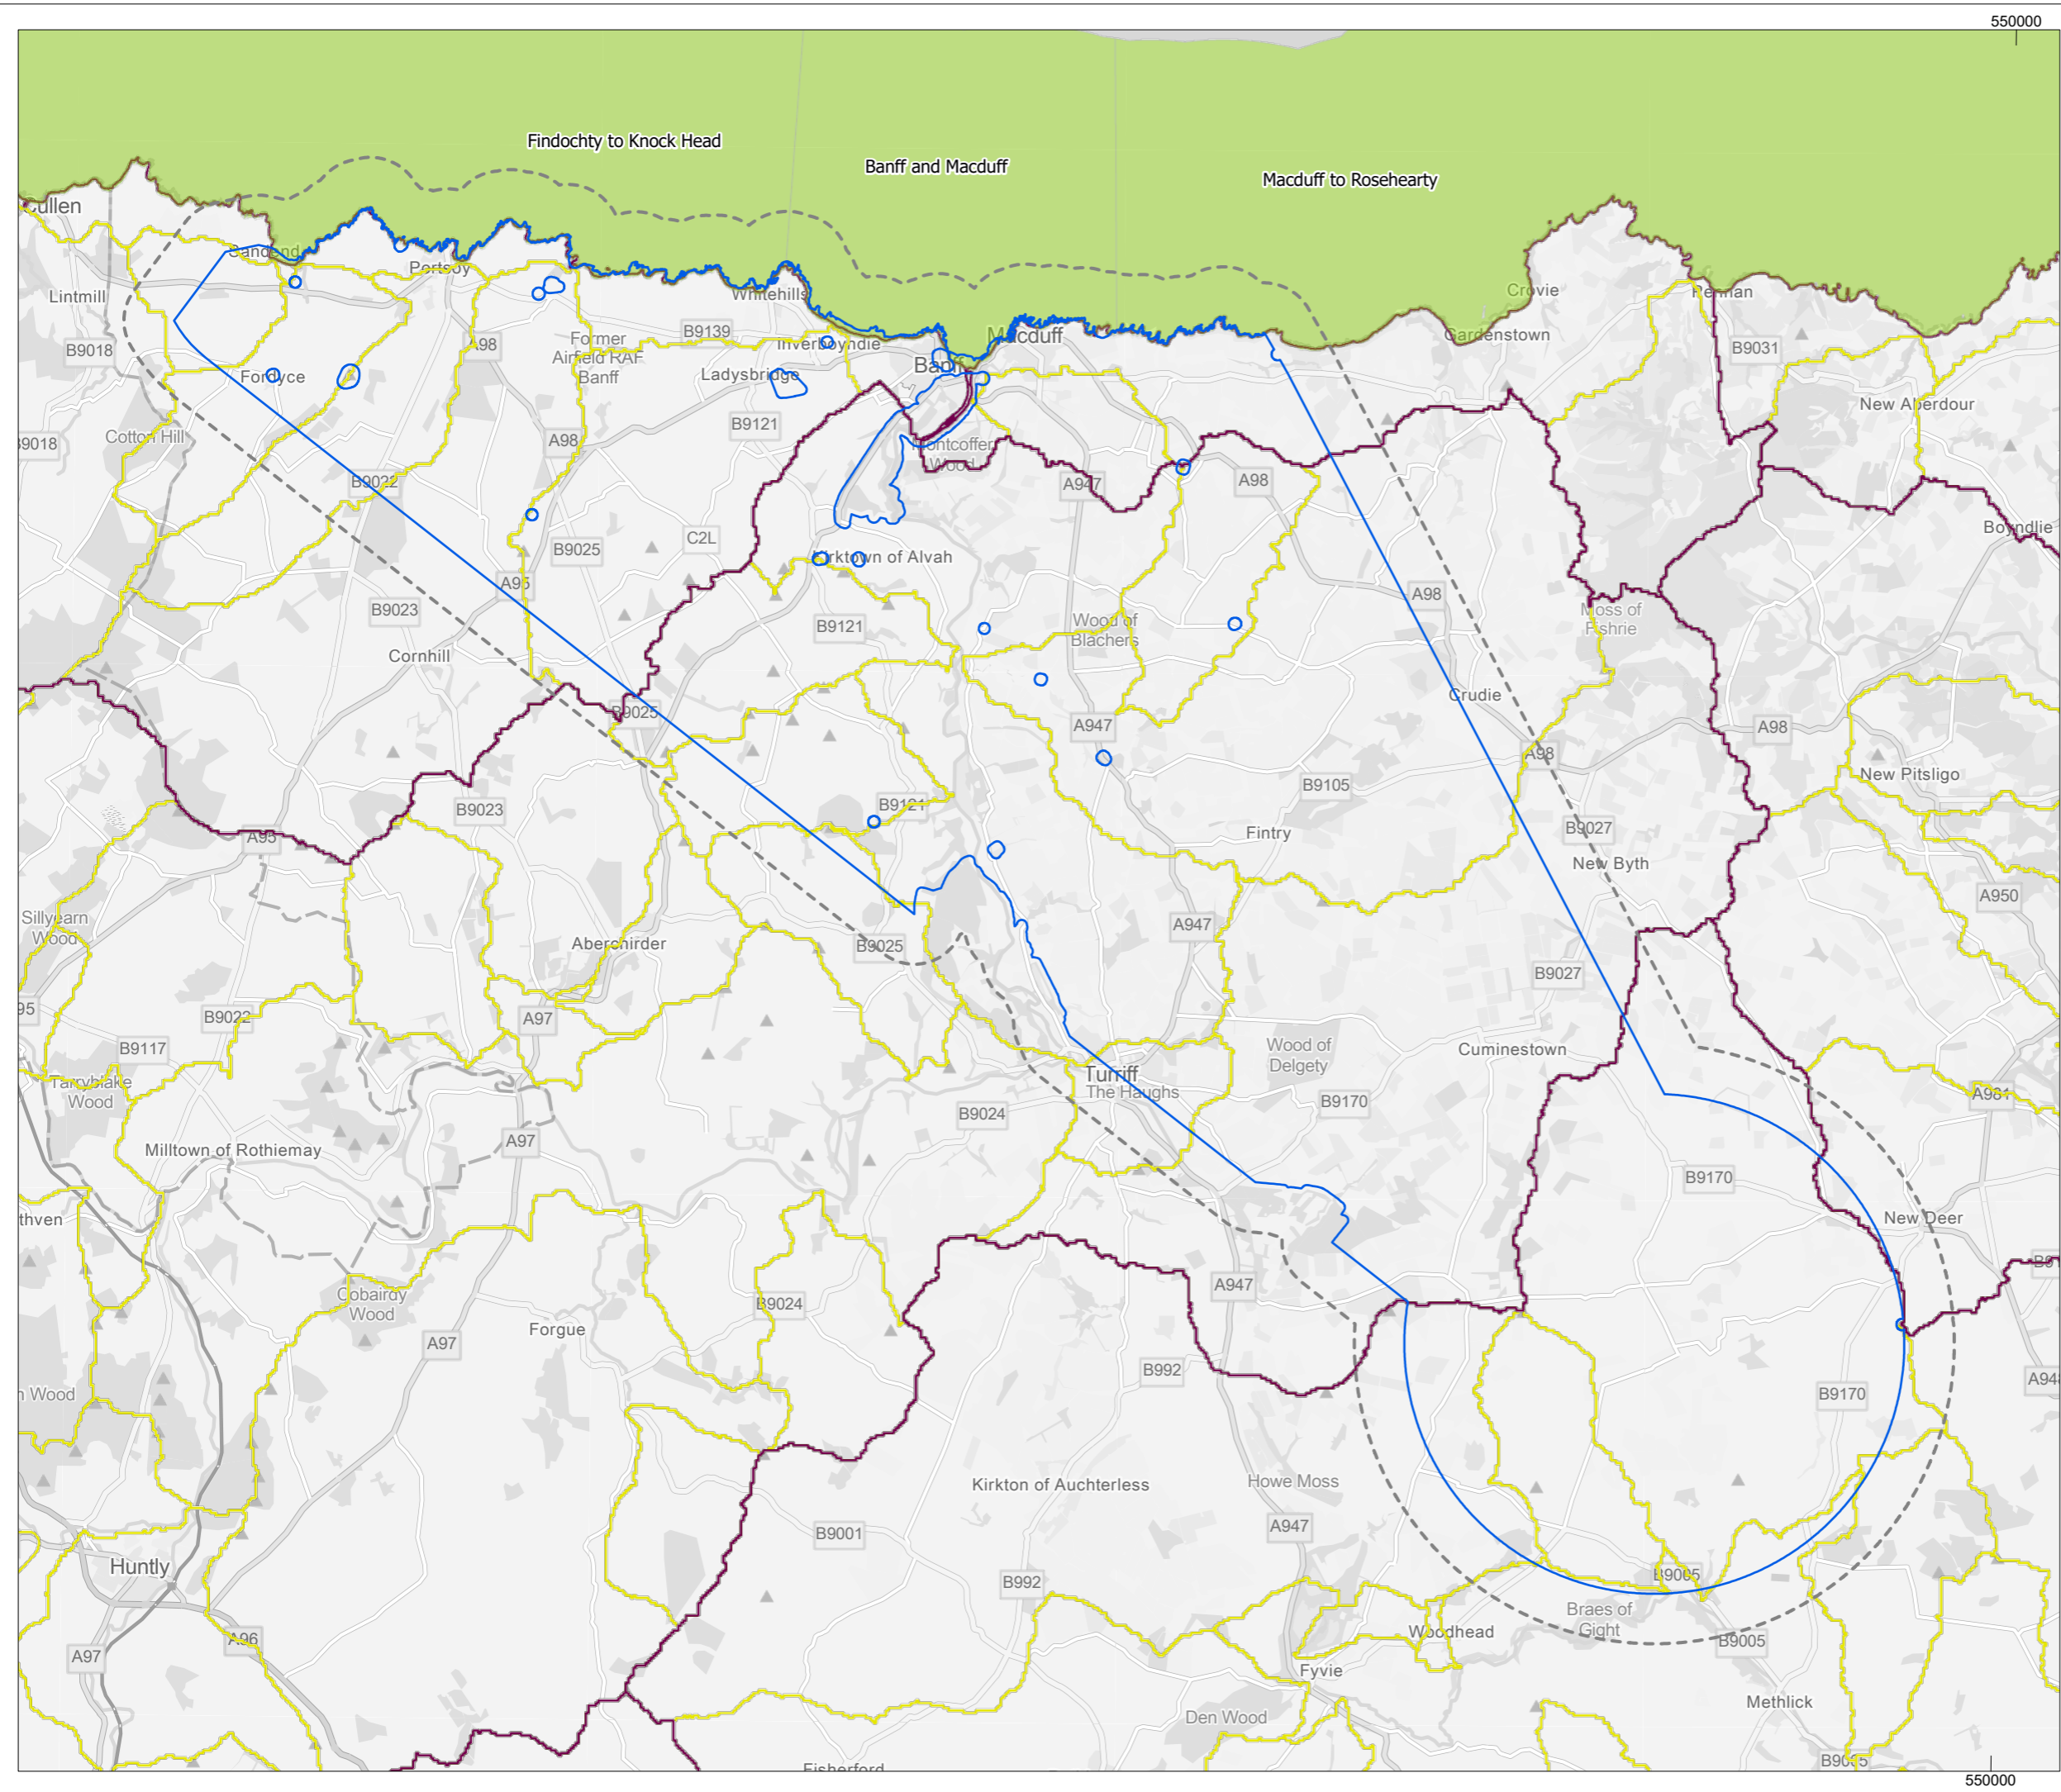 550000
Findochty to Knock Head
Banff and Macduff
Macduff to Rosehearty
Cullen
Sandend
Portsoy
Lintmill
Whitehills
Crovie
Pennan
Gardenstown
B9018
A98
Former
Airfield RAF
Banff
B9139
Inverboyndie
Macduff
Banff
B9031
Fordyce
Ladysbridge
New Aberdour
B9018
Cotton Hill
A98
B9121
Montcoffer
Wood
B9022
A947
A98
Boyndlie
B9025
C2L
Kirktown of Alvah
A95
B9023
B9121
Wood of
Blachers
A98
Moss of
Fishrie
Cornhill
Crudie
B9025
A947
A98
A98
New Pitsligo
B9023
B9121
B9105
A95
Fintry
B9027
New Byth
A950
Sillyearn
Wood
Aberchirder
B9025
A947
B9027
95
B9022
A97
B9117
Cuminestown
Wood of
Delgety
Tarryblake
Wood
Turriff
The Haughs
B9170
A981
B9024
A97
Milltown of Rothiemay
B9170
thven
New Deer
A947
Cobairdy
Wood
B9024
Forgue
A97
B992
n Wood
B9170
A948
Kirkton of Auchterless
Howe Moss
B9001
A947
Huntly
B992
B9005
Braes of
Gight
A96
A97
Woodhead
B9005
Fyvie
Methlick
Den Wood
Fisherford
B9005
550000